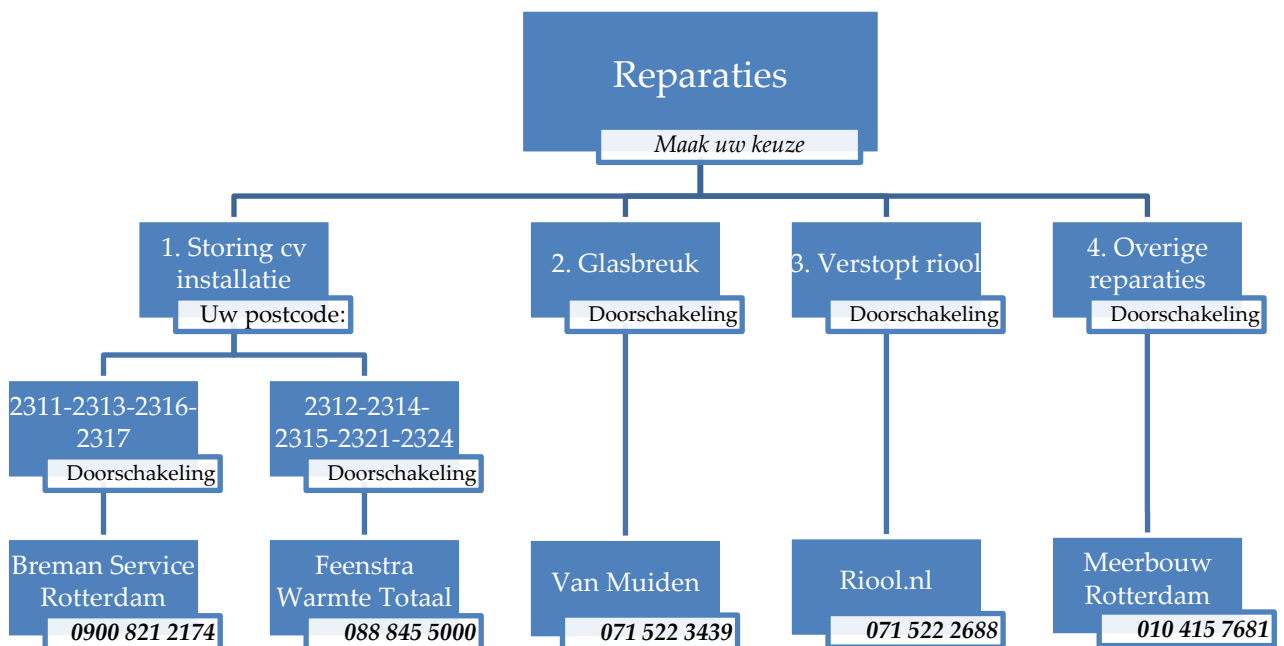 Reparaties
Maak uw keuze
1. Storing cv
installatie
Uw postcode:
2. Glasbreuk
Doorschakeling
3. Verstopt riool
Doorschakeling
4. Overige
reparaties
Doorschakeling
2311-2313-2316-
2317
Doorschakeling
2312-2314-
2315-2321-2324
Doorschakeling
Breman Service
Rotterdam
0900 821 2174
Feenstra
Warmte Totaal
088 845 5000
Van Muiden
071 522 3439
Riool.nl
071 522 2688
Meerbouw
Rotterdam
010 415 7681